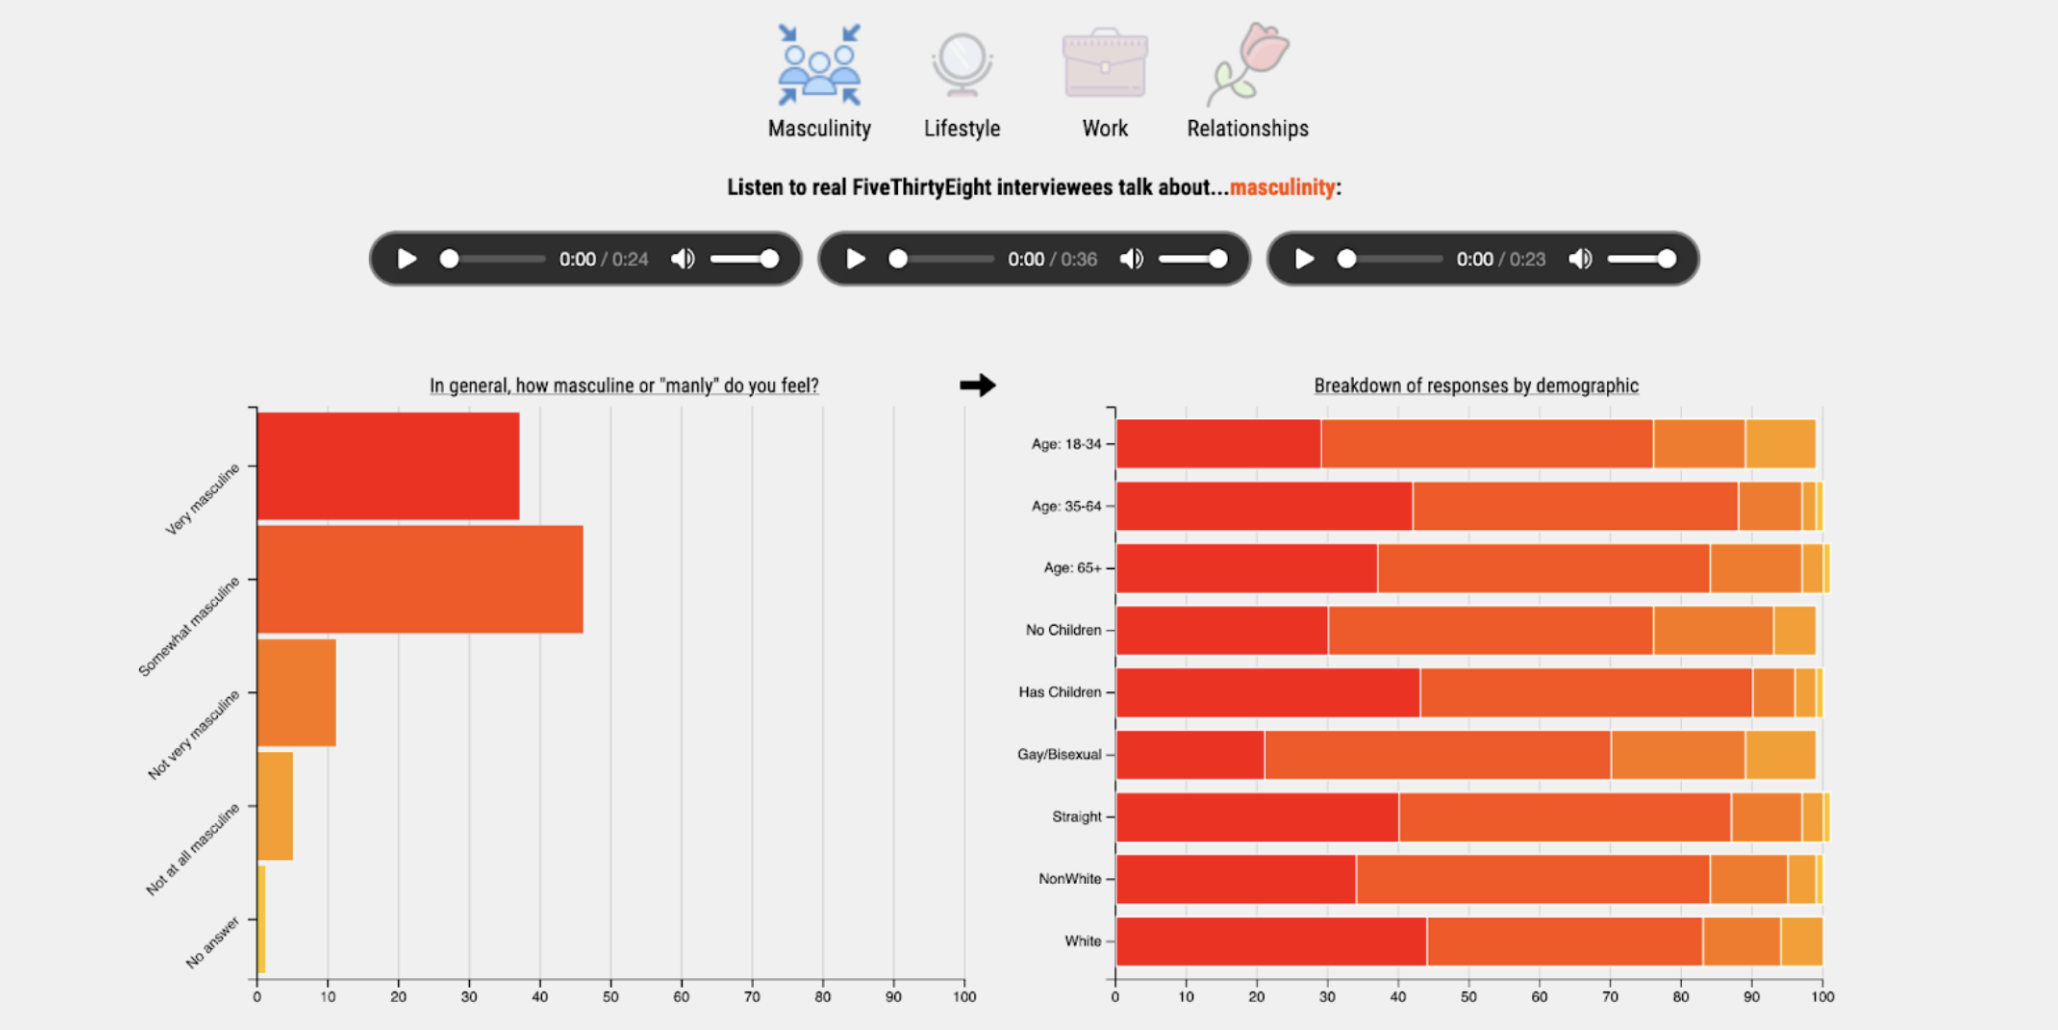 Masculinity Lifestyle Work Relationships
Listen to real FiveThirtyEight interviewees talk about...masculinity:
0:00 / 0:24
0:00 / 0:36
0:00 / 0:23
In general, how masculine or "manly" do you feel?
Very masculine
Somewhat masculine
Not very masculine
Not at all masculine
No answer
0 10 20 30 40 50 60 70 80 90 100
Breakdown of responses by demographic
Age: 18-34
Age: 35-64
Age: 65+
No Children
Has Children
Gay/Bisexual
Straight
NonWhite
White
0 10 20 30 40 50 60 70 80 90 100